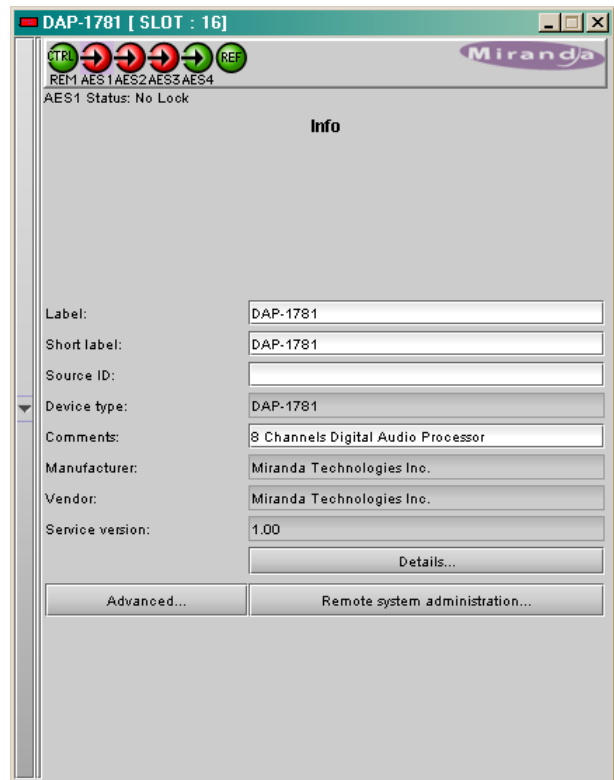 DAP-1781 [ SLOT : 16]
CTRL REF Miranda
REM AES1 AES2 AES3 AES4
AES1 Status: No Lock
Info
Label: DAP-1781
Short label: DAP-1781
Source ID:
Device type: DAP-1781
Comments: 8 Channels Digital Audio Processor
Manufacturer: Miranda Technologies Inc.
Vendor: Miranda Technologies Inc.
Service version: 1.00
Details...
Advanced... Remote system administration...